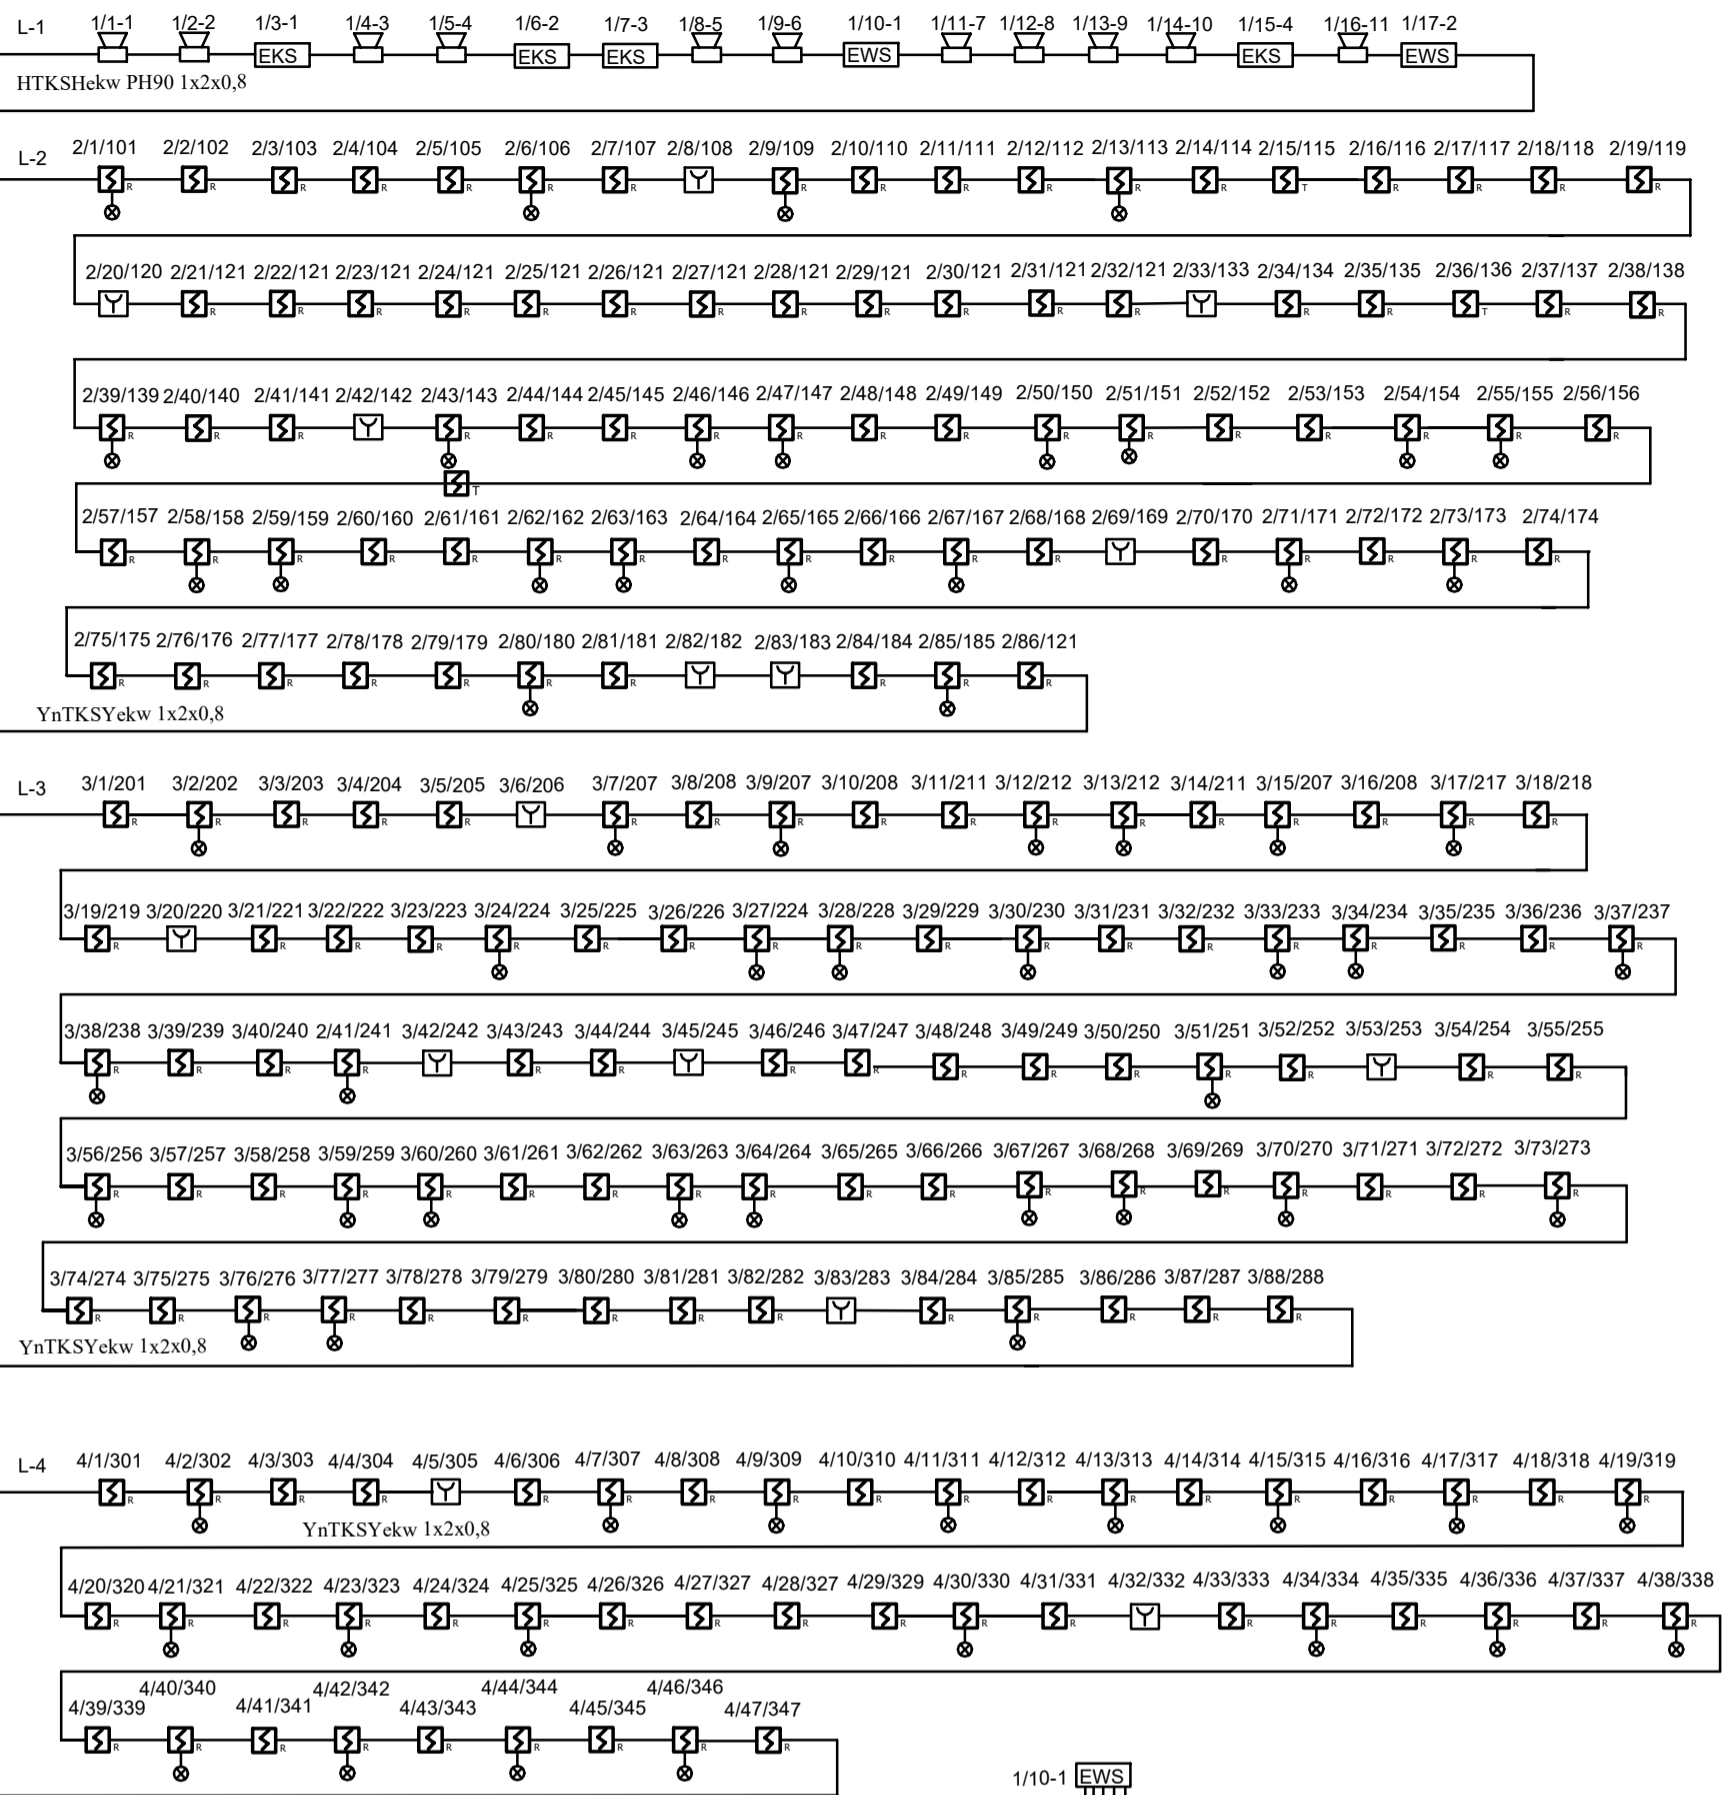 L-1 1/1-1 1/2-2 1/3-1 1/4-3 1/5-4 1/6-2 1/7-3 1/8-5 1/9-6 1/10-1 1/11-7 1/12-8 1/13-9 1/14-10 1/15-4 1/16-11 1/17-2
EKS EKS EKS EWS EKS EWS
HTKSHekw PH90 1x2x0,8
L-2 2/1/101 2/2/102 2/3/103 2/4/104 2/5/105 2/6/106 2/7/107 2/8/108 2/9/109 2/10/110 2/11/111 2/12/112 2/13/113 2/14/114 2/15/115 2/16/116 2/17/117 2/18/118 2/19/119
R R R R R R R R R R R R R T R R R R
2/20/120 2/21/121 2/22/121 2/23/121 2/24/121 2/25/121 2/26/121 2/27/121 2/28/121 2/29/121 2/30/121 2/31/121 2/32/121 2/33/133 2/34/134 2/35/135 2/36/136 2/37/137 2/38/138
R R R R R R R R R R R R R R T R R
2/39/139 2/40/140 2/41/141 2/42/142 2/43/143 2/44/144 2/45/145 2/46/146 2/47/147 2/48/148 2/49/149 2/50/150 2/51/151 2/52/152 2/53/153 2/54/154 2/55/155 2/56/156
R R R R R R R R R R R R R R R R R
T
2/57/157 2/58/158 2/59/159 2/60/160 2/61/161 2/62/162 2/63/163 2/64/164 2/65/165 2/66/166 2/67/167 2/68/168 2/69/169 2/70/170 2/71/171 2/72/172 2/73/173 2/74/174
R R R R R R R R R R R R R R R R R
2/75/175 2/76/176 2/77/177 2/78/178 2/79/179 2/80/180 2/81/181 2/82/182 2/83/183 2/84/184 2/85/185 2/86/121
R R R R R R R R R R
YnTKSYekw 1x2x0,8
L-3 3/1/201 3/2/202 3/3/203 3/4/204 3/5/205 3/6/206 3/7/207 3/8/208 3/9/207 3/10/208 3/11/211 3/12/212 3/13/212 3/14/211 3/15/207 3/16/208 3/17/217 3/18/218
R R R R R R R R R R R R R R R R R
3/19/219 3/20/220 3/21/221 3/22/222 3/23/223 3/24/224 3/25/225 3/26/226 3/27/224 3/28/228 3/29/229 3/30/230 3/31/231 3/32/232 3/33/233 3/34/234 3/35/235 3/36/236 3/37/237
R R R R R R R R R R R R R R R R R R
3/38/238 3/39/239 3/40/240 2/41/241 3/42/242 3/43/243 3/44/244 3/45/245 3/46/246 3/47/247 3/48/248 3/49/249 3/50/250 3/51/251 3/52/252 3/53/253 3/54/254 3/55/255
R R R R R R R R R R R R R R R
3/56/256 3/57/257 3/58/258 3/59/259 3/60/260 3/61/261 3/62/262 3/63/263 3/64/264 3/65/265 3/66/266 3/67/267 3/68/268 3/69/269 3/70/270 3/71/271 3/72/272 3/73/273
R R R R R R R R R R R R R R R R R R
3/74/274 3/75/275 3/76/276 3/77/277 3/78/278 3/79/279 3/80/280 3/81/281 3/82/282 3/83/283 3/84/284 3/85/285 3/86/286 3/87/287 3/88/288
R R R R R R R R R R R R R R
YnTKSYekw 1x2x0,8
L-4 4/1/301 4/2/302 4/3/303 4/4/304 4/5/305 4/6/306 4/7/307 4/8/308 4/9/309 4/10/310 4/11/311 4/12/312 4/13/313 4/14/314 4/15/315 4/16/316 4/17/317 4/18/318 4/19/319
R R R R R R R R R R R R R R R R R R
YnTKSYekw 1x2x0,8
4/20/320 4/21/321 4/22/322 4/23/323 4/24/324 4/25/325 4/26/326 4/27/327 4/28/327 4/29/329 4/30/330 4/31/331 4/32/332 4/33/333 4/34/334 4/35/335 4/36/336 4/37/337 4/38/338
R R R R R R R R R R R R R R R R R R
4/39/339 4/40/340 4/41/341 4/42/342 4/43/343 4/44/344 4/45/345 4/46/346 4/47/347
R R R R R R R R R
1/10-1 EWS